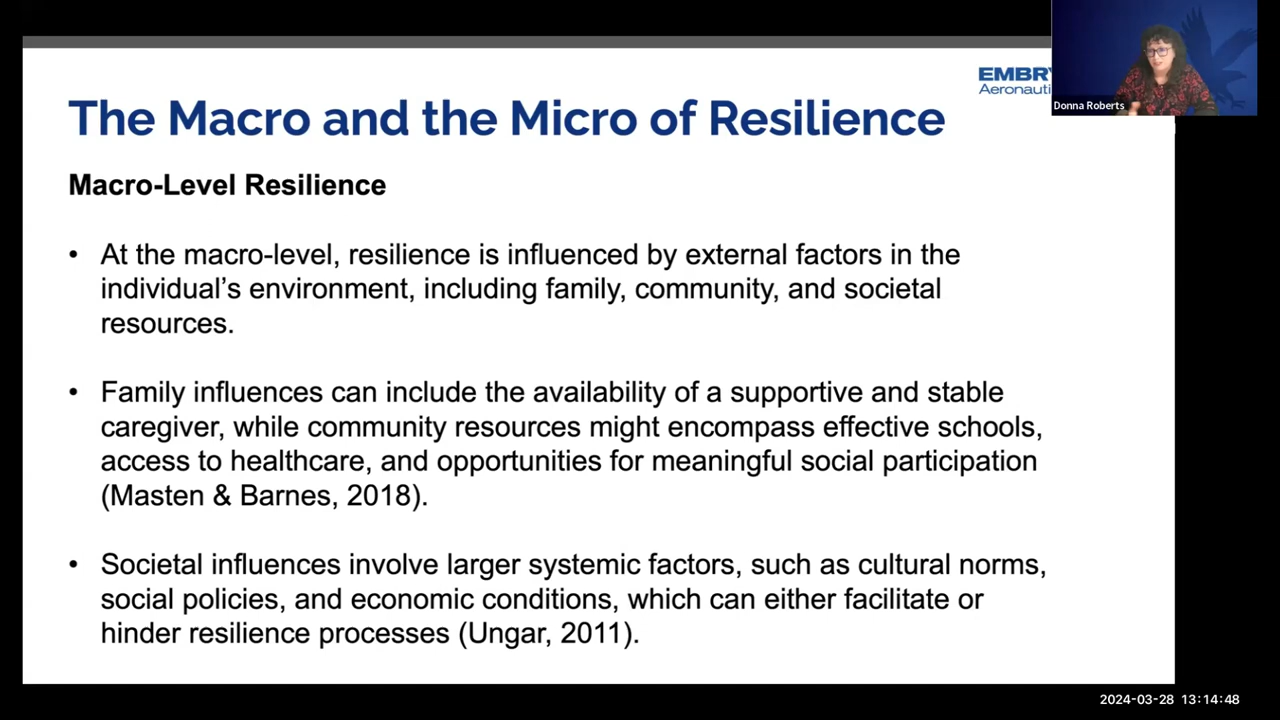 The Macro and the Micro of Resilience
EMBRY
Aeronauti
Donna Roberts
Macro-Level Resilience
• At the macro-level, resilience is influenced by external factors in the
individual’s environment, including family, community, and societal
resources.
• Family influences can include the availability of a supportive and stable
caregiver, while community resources might encompass effective schools,
access to healthcare, and opportunities for meaningful social participation
(Masten & Barnes, 2018).
• Societal influences involve larger systemic factors, such as cultural norms,
social policies, and economic conditions, which can either facilitate or
hinder resilience processes (Ungar, 2011).
2024-03-28 13:14:48